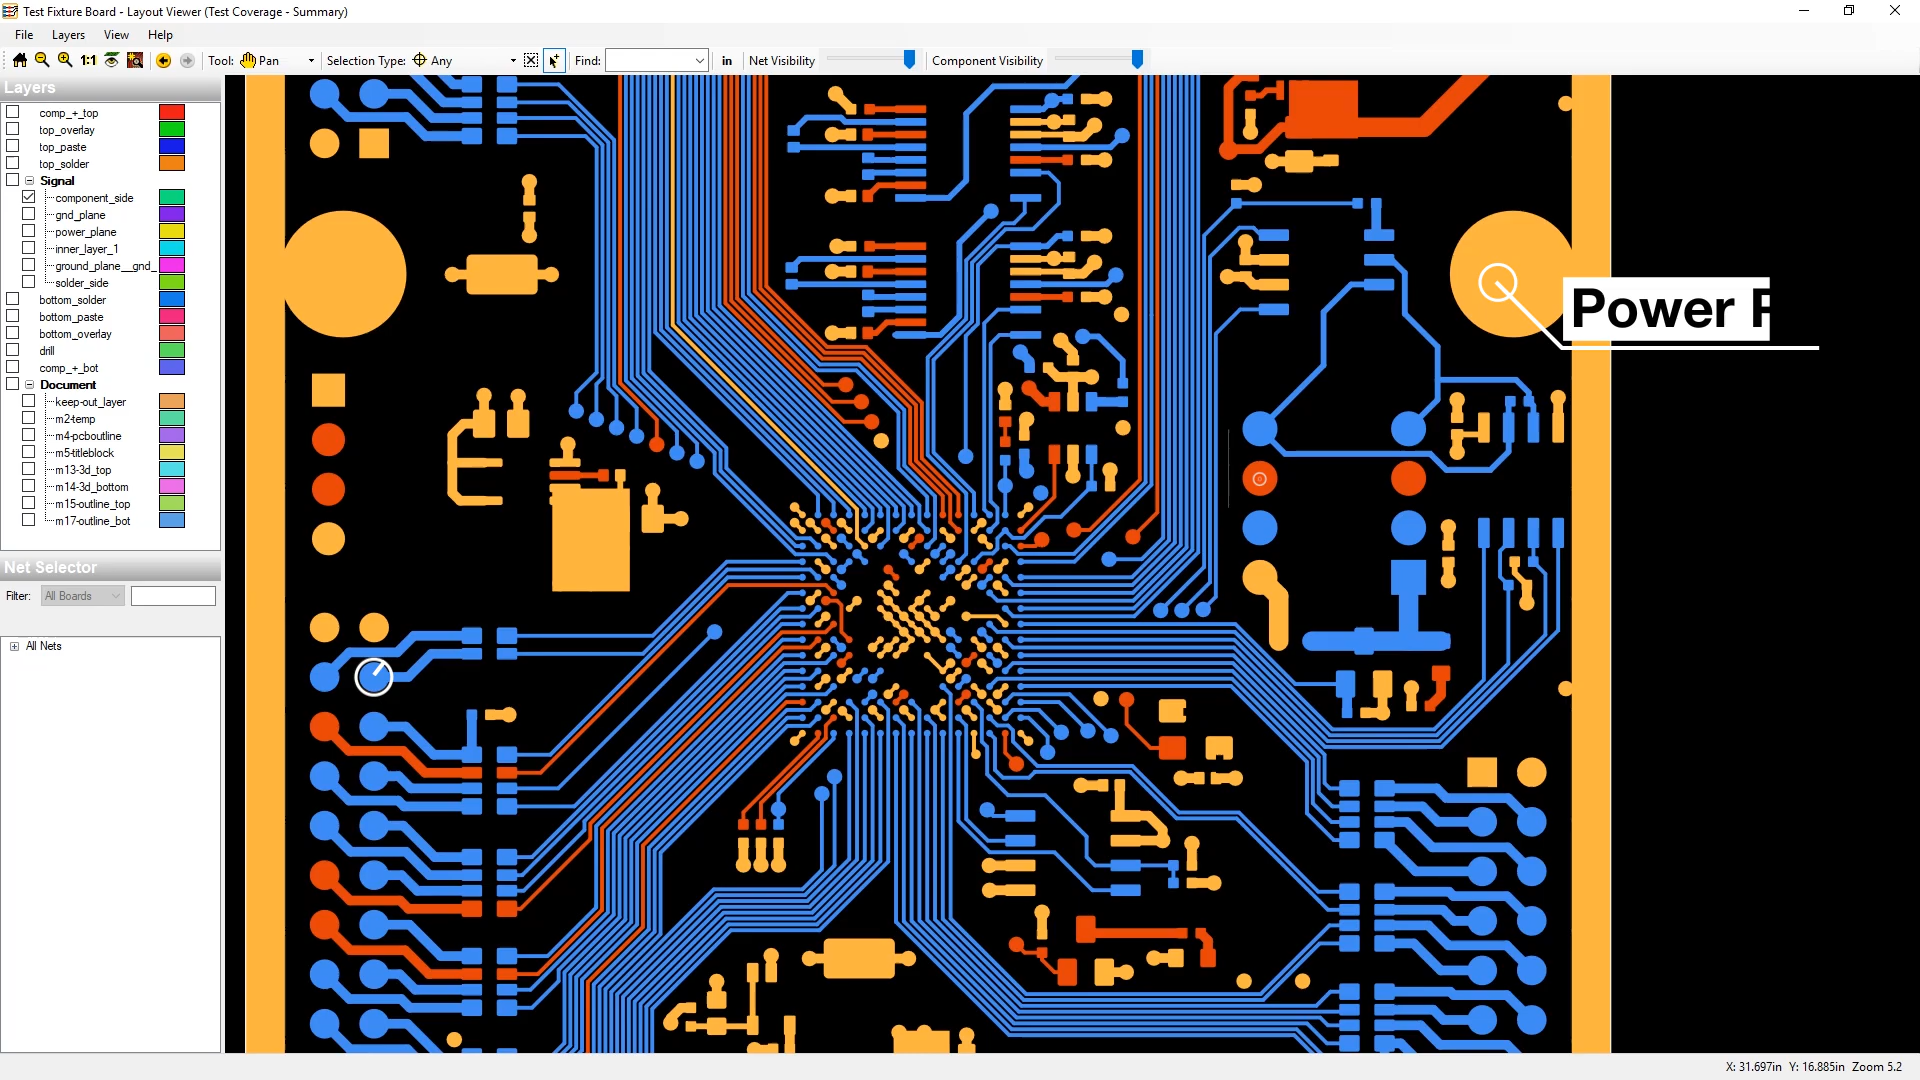 Test Fixture Board - Layout Viewer (Test Coverage - Summary)
File Layers View Help
1:1 Tool: Pan Selection Type: Any Find: in Net Visibility Component Visibility
Layers
comp_+_top
top_overlay
top_paste
top_solder
Signal
component_side
gnd_plane
power_plane
inner_layer_1
ground_plane__gnd_
solder_side
bottom_solder
bottom_paste
bottom_overlay
drill
comp_+_bot
Document
keep-out_layer
m2-temp
m4-pcboutline
m5-titleblock
m13-3d_top
m14-3d_bottom
m15-outline_top
m17-outline_bot
Net Selector
Filter: All Boards
All Nets
Power
X: 31.697in Y: 16.885in Zoom 5.2